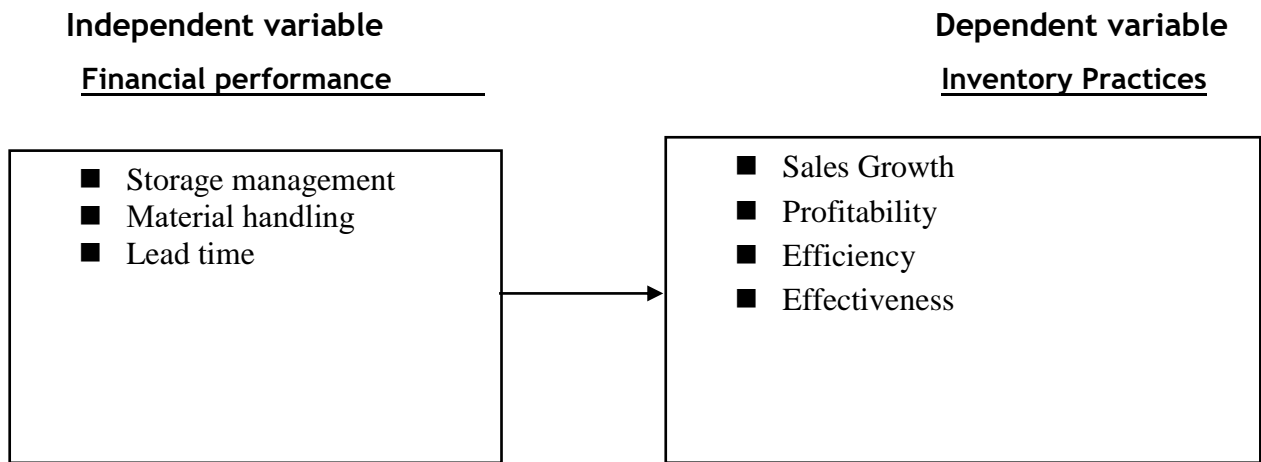 Independent variable
Dependent variable
Financial performance
Inventory Practices
■ Storage management
■ Material handling
■ Lead time
■ Sales Growth
■ Profitability
■ Efficiency
■ Effectiveness